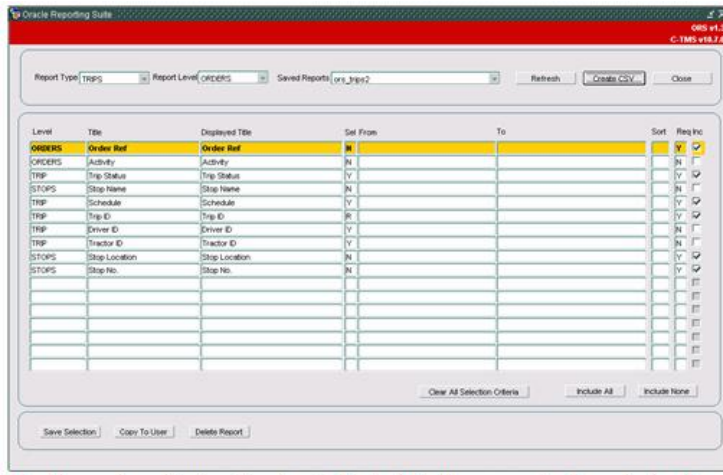 Oracle Reporting Suite
ORS v1.
C-TMS v10.7.
Report Type TRIPS Report Level ORDERS Saved Reports ors_trips2 Refresh Create CSV Close
Level Title Displayed Title Sel From To Sort Req Inc
ORDERS Order Ref Order Ref N Y
ORDERS Activity Activity N N
TRIP Trip Status Trip Status Y Y
STOPS Stop Name Stop Name N N
TRIP Schedule Schedule Y Y
TRIP Trip ID Trip ID R Y
TRIP Driver ID Driver ID Y N
TRIP Tractor ID Tractor ID Y N
STOPS Stop Location Stop Location N Y
STOPS Stop No. Stop No. N Y
Clear All Selection Criteria Include All Include None
Save Selection Copy To User Delete Report